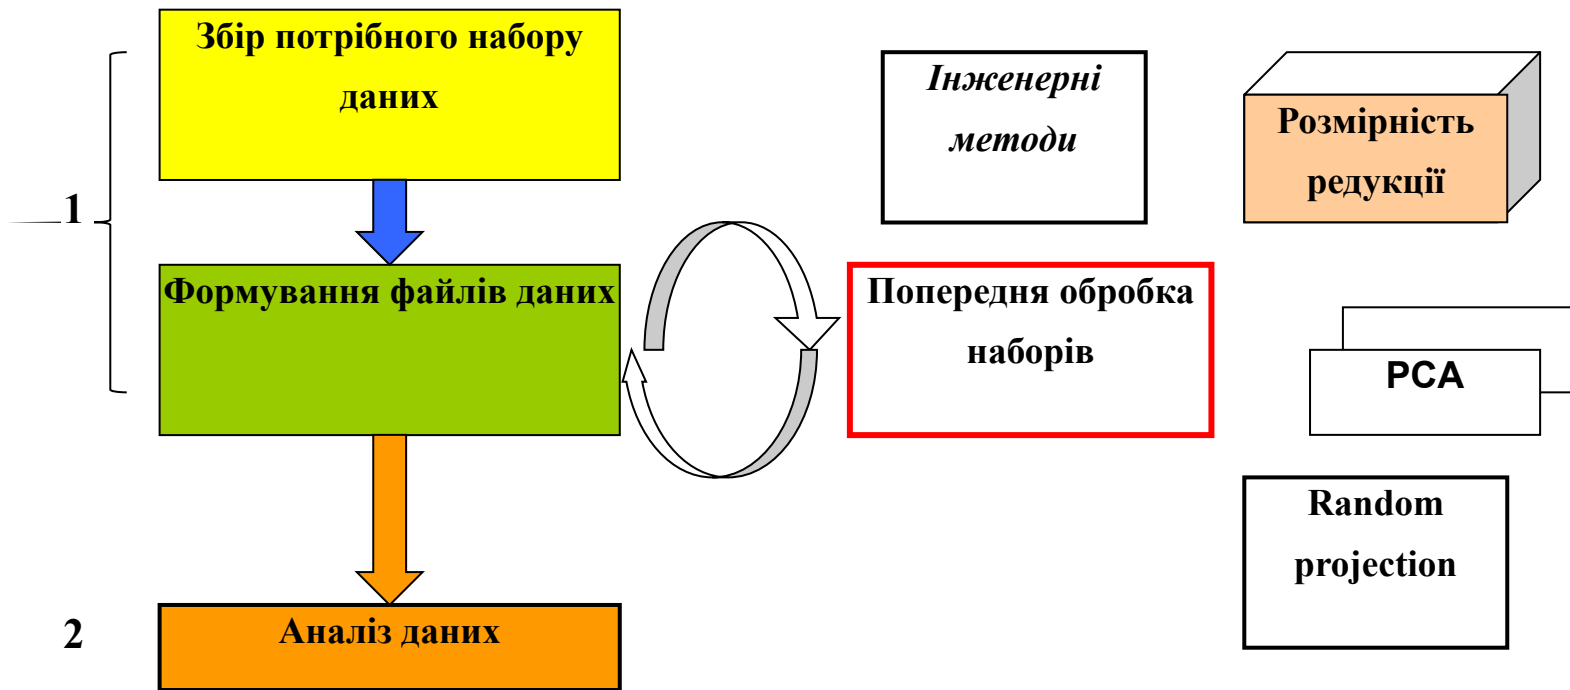 Збір потрібного набору
даних
Інженерні
методи
Розмірність
редукції
1
Формування файлів даних
Попередня обробка
наборів
PCA
Random
projection
2
Аналіз даних